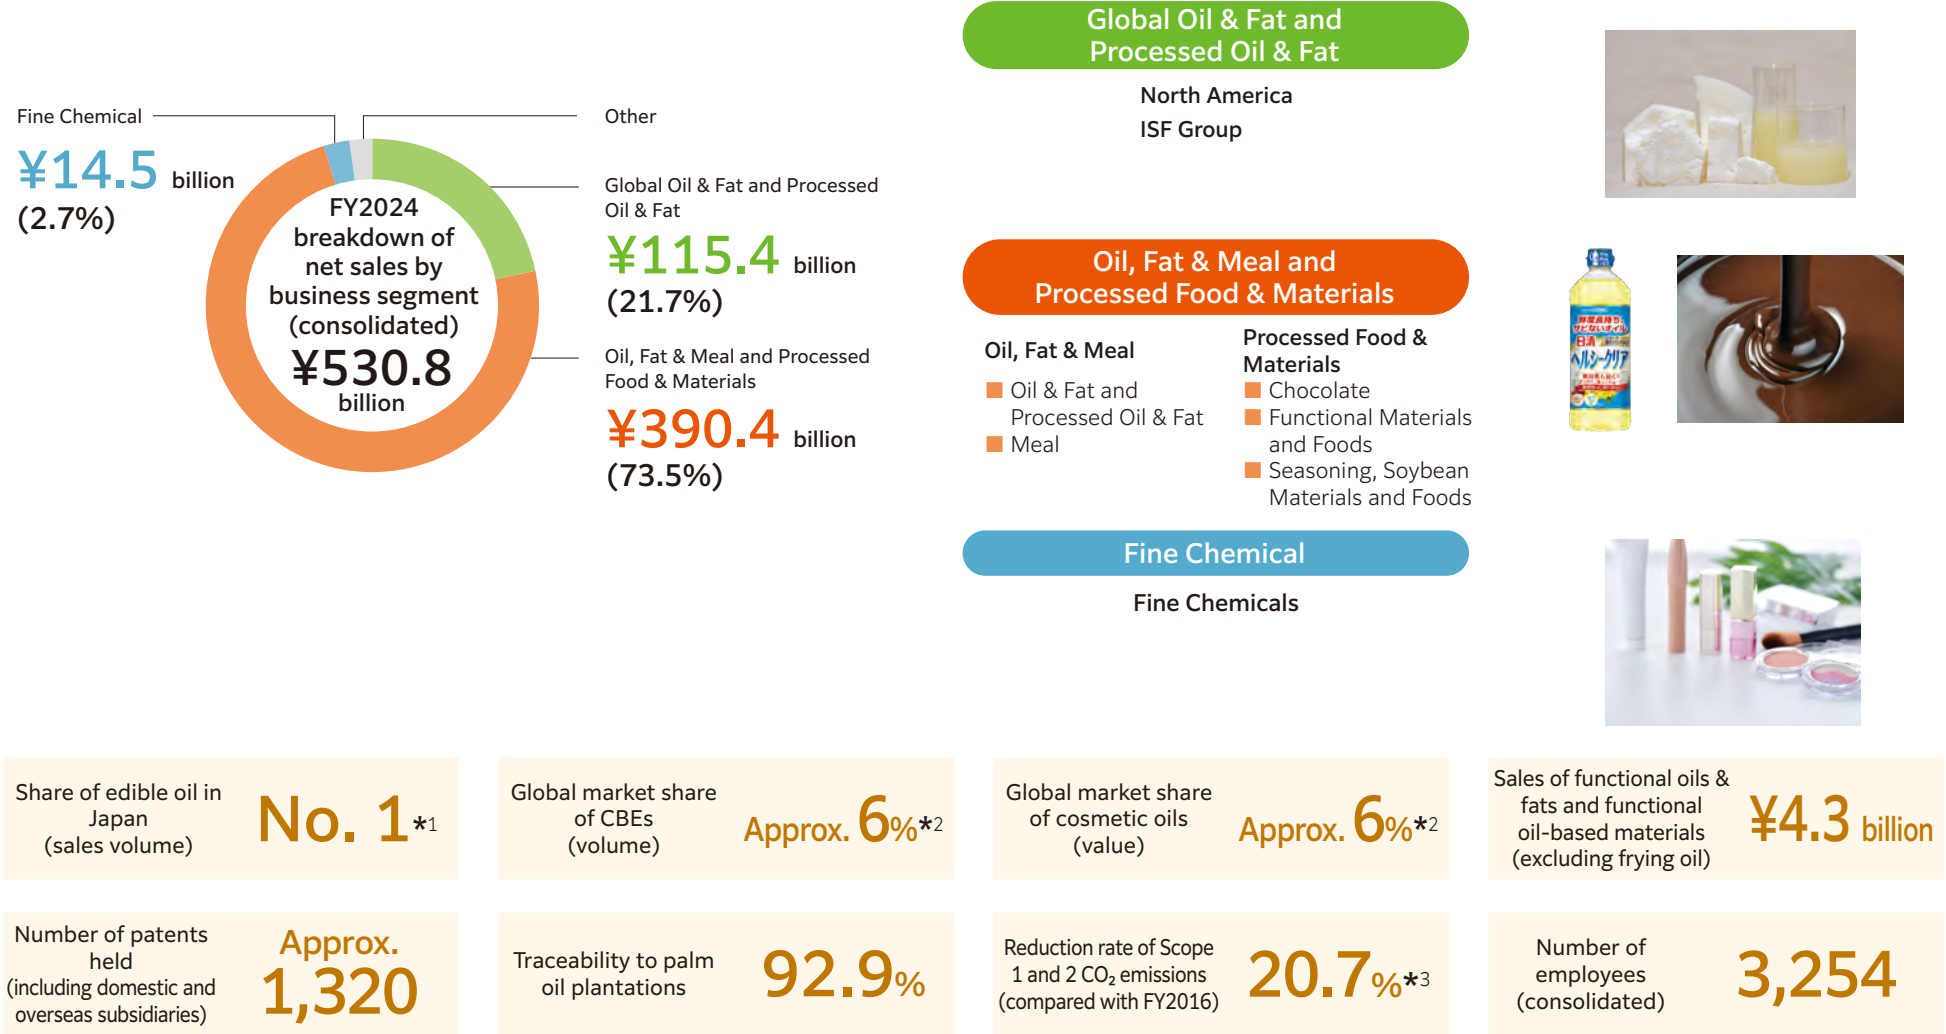 Fine Chemical
¥14.5 billion
(2.7%)
FY2024
breakdown of
net sales by
business segment
(consolidated)
¥530.8
billion
Other
Global Oil & Fat and Processed
Oil & Fat
¥115.4 billion
(21.7%)
Oil, Fat & Meal and Processed
Food & Materials
¥390.4 billion
(73.5%)
Global Oil & Fat and
Processed Oil & Fat
North America
ISF Group
Oil, Fat & Meal and
Processed Food & Materials
Oil, Fat & Meal
Oil & Fat and
Processed Oil & Fat
Meal
Processed Food &
Materials
Chocolate
Functional Materials
and Foods
Seasoning, Soybean
Materials and Foods
日清
ヘルシークリア
Fine Chemical
Fine Chemicals
Share of edible oil in
Japan
(sales volume)
No. 1*1
Global market share
of CBEs
(volume)
Approx. 6%*2
Global market share
of cosmetic oils
(value)
Approx. 6%*2
Sales of functional oils &
fats and functional
oil-based materials
(excluding frying oil)
¥4.3 billion
Number of patents
held
(including domestic and
overseas subsidiaries)
Approx.
1,320
Traceability to palm
oil plantations
92.9%
Reduction rate of Scope
1 and 2 CO₂ emissions
(compared with FY2016)
20.7%*3
Number of
employees
(consolidated)
3,254